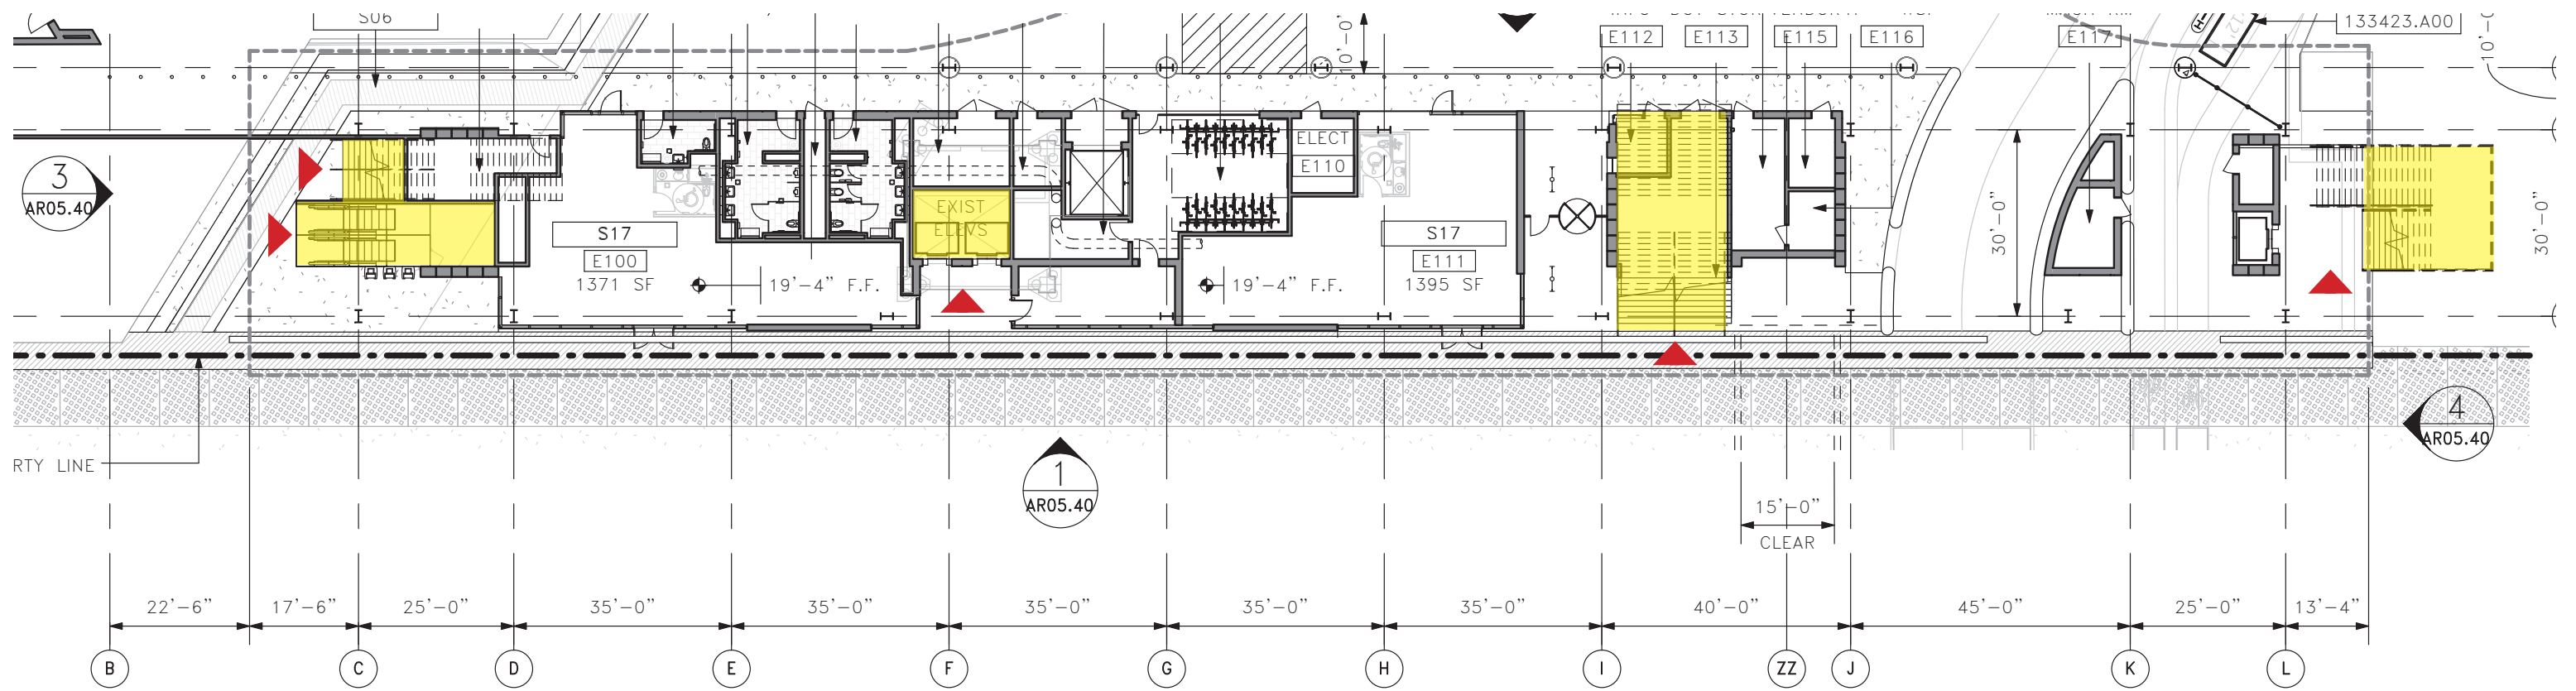 S06
E112
E113
E115
E116
E117
133423.A00
10'-0"
10'-0"
12'
3
AR05.40
S17
E100
1371 SF
19'-4" F.F.
EXIST
ELEVS
ELECT
E110
19'-4" F.F.
S17
E111
1395 SF
30'-0"
30'-0"
4
AR05.40
RTY LINE
1
AR05.40
15'-0"
CLEAR
22'-6"
17'-6"
25'-0"
35'-0"
35'-0"
35'-0"
35'-0"
35'-0"
40'-0"
45'-0"
25'-0"
13'-4"
B
C
D
E
F
G
H
I
ZZ
J
K
L